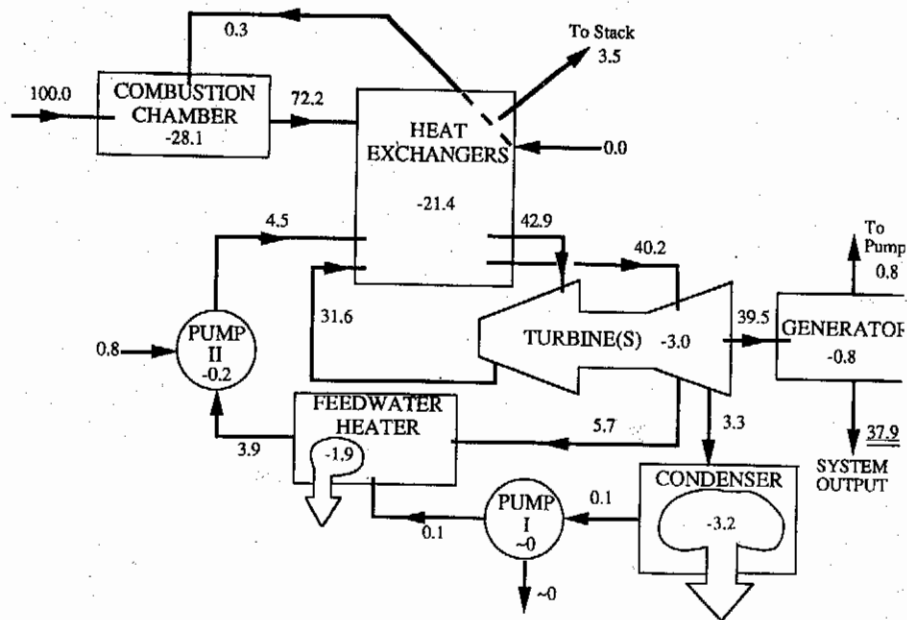 0.3
To Stack
3.5
100.0
COMBUSTION
CHAMBER
-28.1
72.2
HEAT
EXCHANGERS
-21.4
0.0
4.5
42.9
40.2
To
Pump
0.8
31.6
0.8
PUMP
II
-0.2
TURBINE(S)
-3.0
39.5
GENERATOR
-0.8
3.9
FEEDWATER
HEATER
-1.9
5.7
3.3
37.9
SYSTEM
OUTPUT
CONDENSER
-3.2
PUMP
I
~0
0.1
0.1
~0